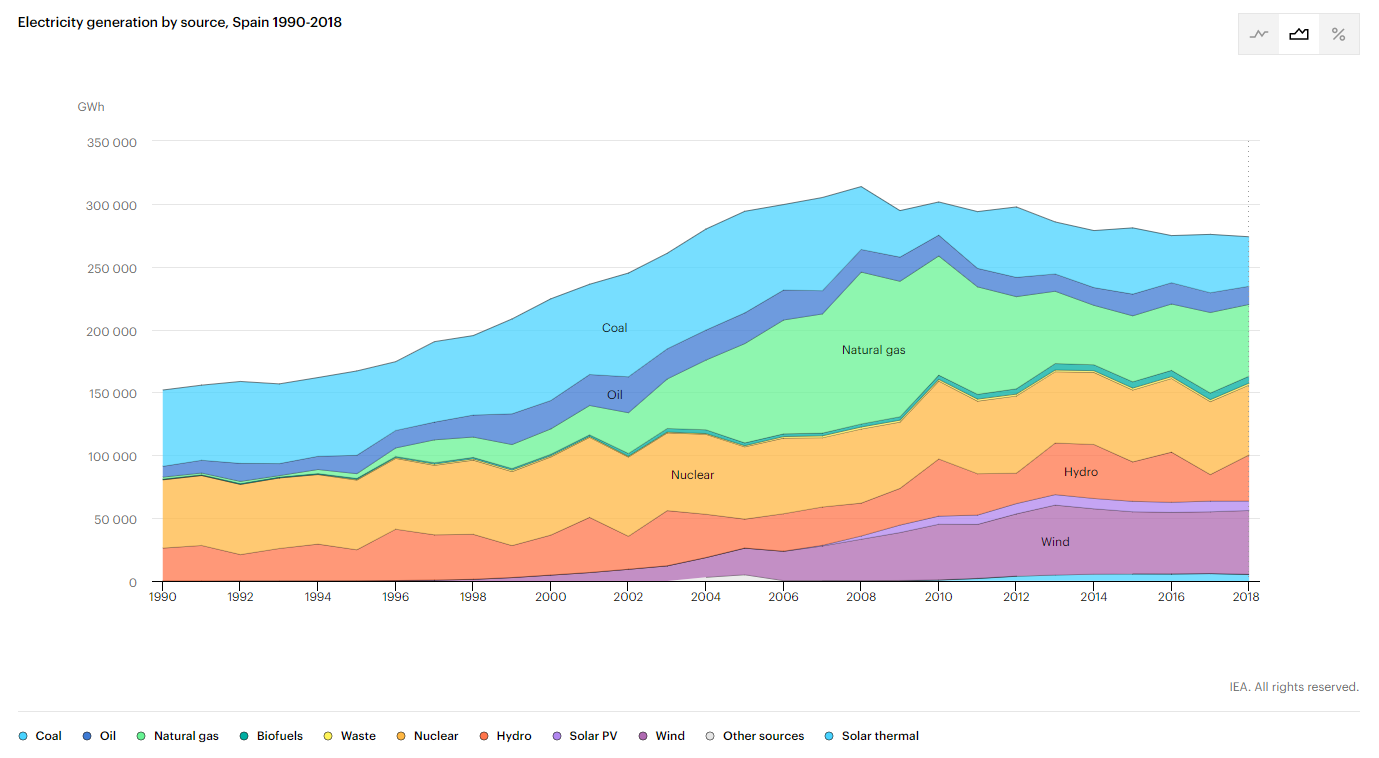 Electricity generation by source, Spain 1990-2018
%
GWh
350 000
300 000
250 000
200 000
150 000
100 000
50 000
0
Coal
Natural gas
Oil
Nuclear
Hydro
Wind
1990 1992 1994 1996 1998 2000 2002 2004 2006 2008 2010 2012 2014 2016 2018
IEA. All rights reserved.
Coal Oil Natural gas Biofuels Waste Nuclear Hydro Solar PV Wind Other sources Solar thermal